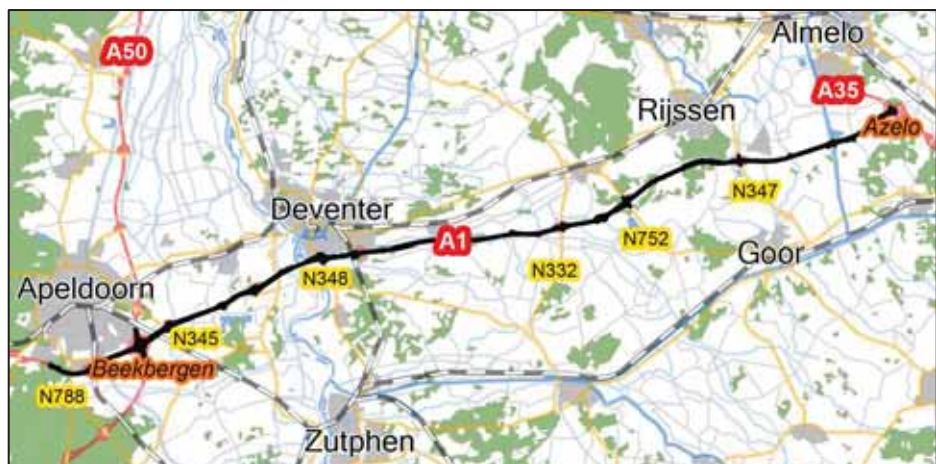 Almelo
A50
A35
Rijssen
Azelo
N347
Deventer
A1
N752
N332
Goor
N348
Apeldoorn
N345
Beekbergen
N788
Zutphen